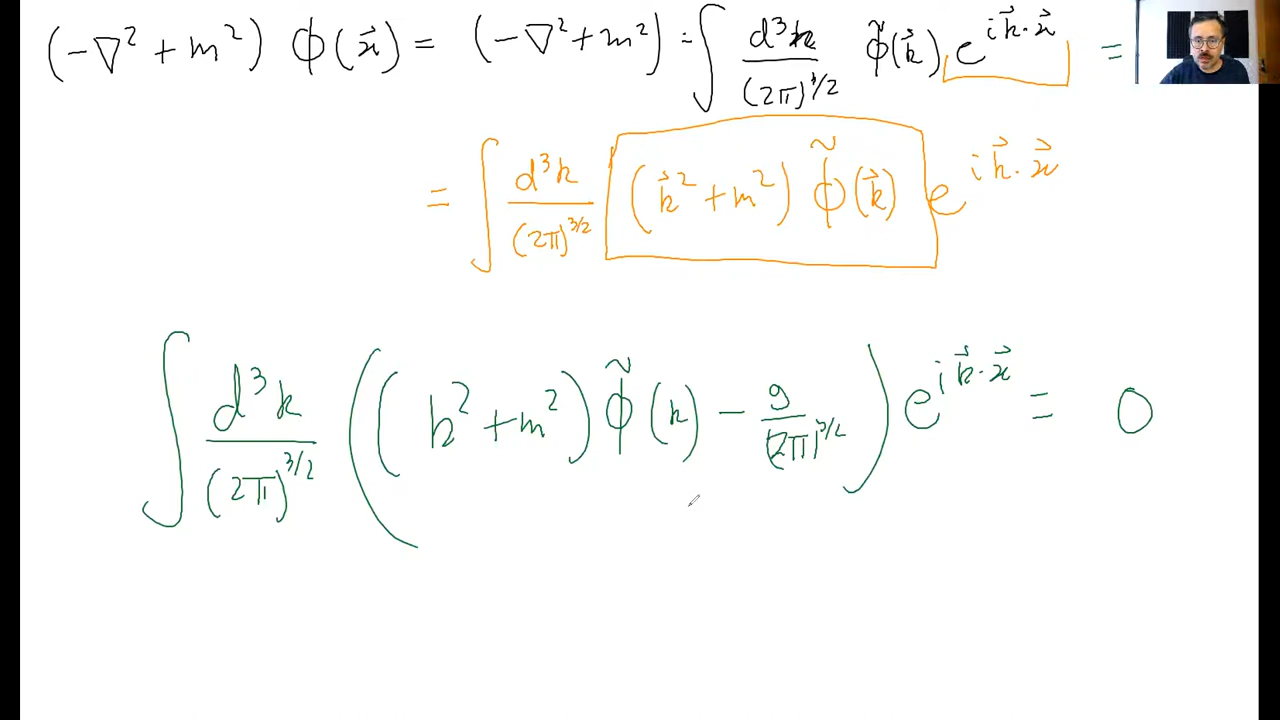 (-∇² + m²) ϕ(x⃗) = (-∇² + m²) = ∫ d³k/(2π)^{3/2} ϕ̃(k⃗) e^{ik⃗·x⃗} =
= ∫ d³k/(2π)^{3/2} (k⃗² + m²) ϕ̃(k⃗) e^{ik⃗·x⃗}
∫ d³k/(2π)^{3/2} ((k² + m²) ϕ̃(k) - g/(2π)^{3/2}) e^{ik⃗·x⃗} = 0